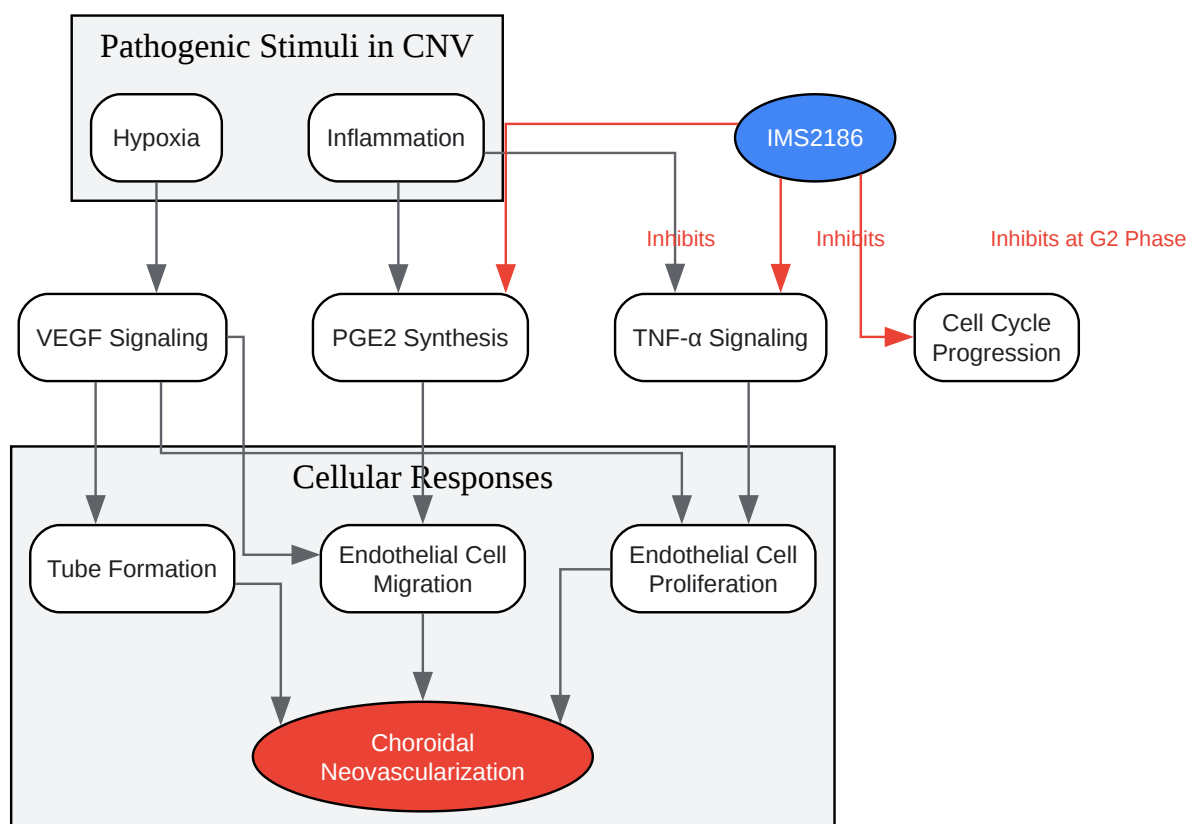 Pathogenic Stimuli in CNV
Hypoxia
Inflammation
IMS2186
Inhibits
Inhibits
Inhibits at G2 Phase
VEGF Signaling
PGE2 Synthesis
TNF-α Signaling
Cell Cycle
Progression
Cellular Responses
Tube Formation
Endothelial Cell
Migration
Endothelial Cell
Proliferation
Choroidal
Neovascularization